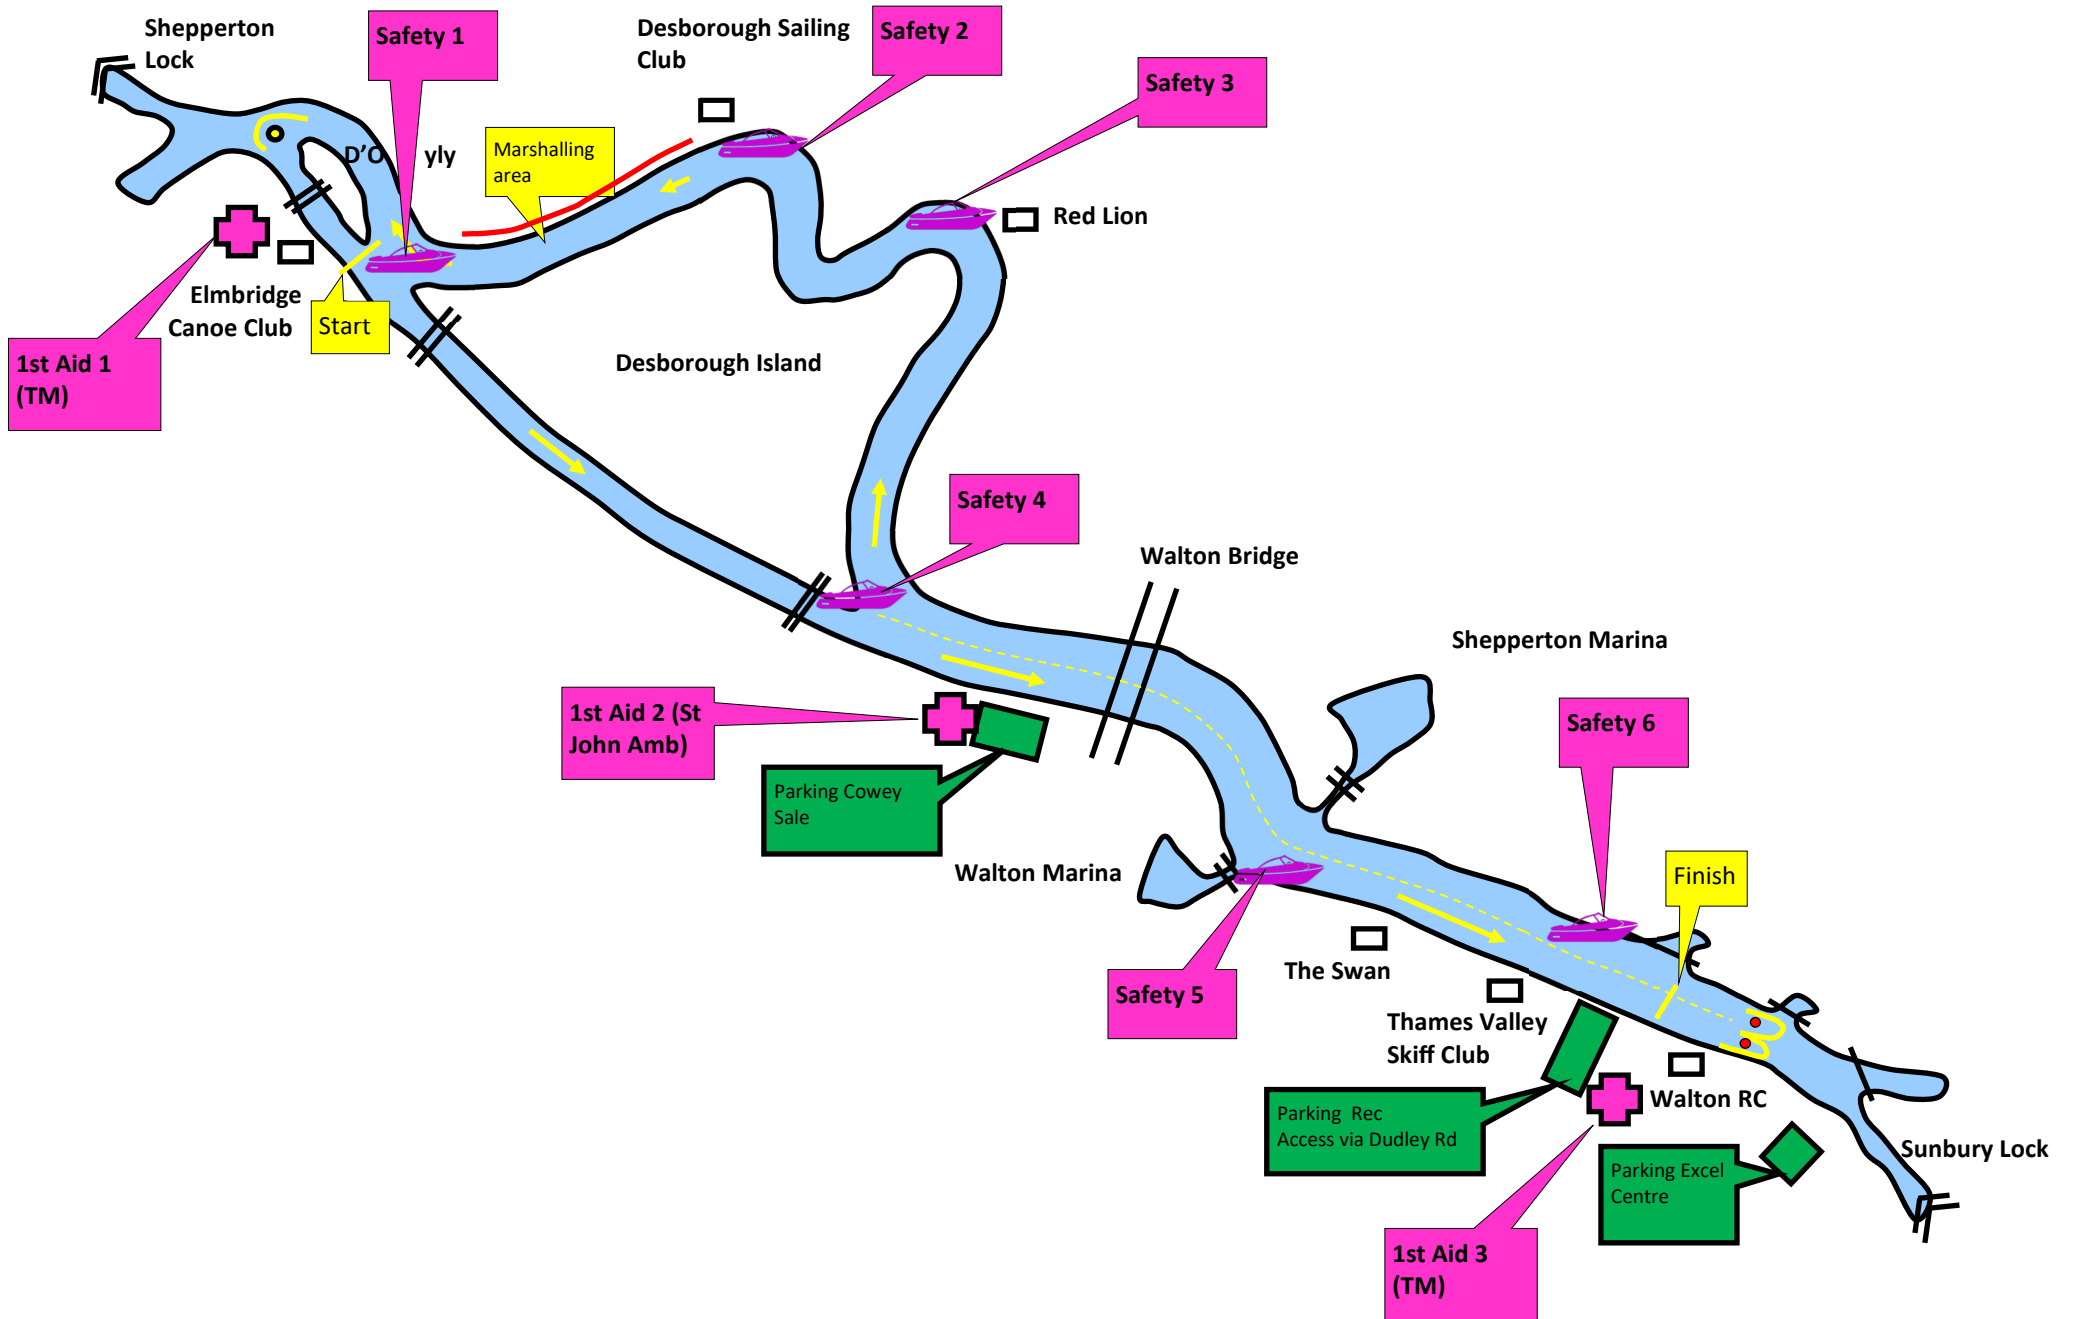 Shepperton
Lock
Safety 1
Desborough Sailing
Club
Safety 2
Safety 3
D’O yly
Marshalling
area
Red Lion
Elmbridge
Canoe Club
Start
1st Aid 1
(TM)
Desborough Island
Safety 4
Walton Bridge
Shepperton Marina
1st Aid 2 (St
John Amb)
Safety 6
Parking Cowey
Sale
Walton Marina
Finish
The Swan
Safety 5
Thames Valley
Skiff Club
Parking  Rec
Access via Dudley Rd
Walton RC
Sunbury Lock
Parking Excel
Centre
1st Aid 3
(TM)